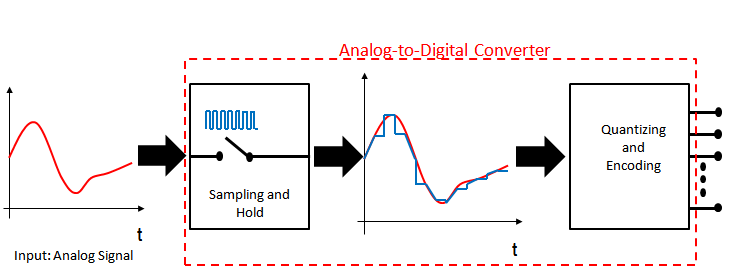 Analog-to-Digital Converter
Sampling and
Hold
Quantizing
and
Encoding
t
Input: Analog Signal
t